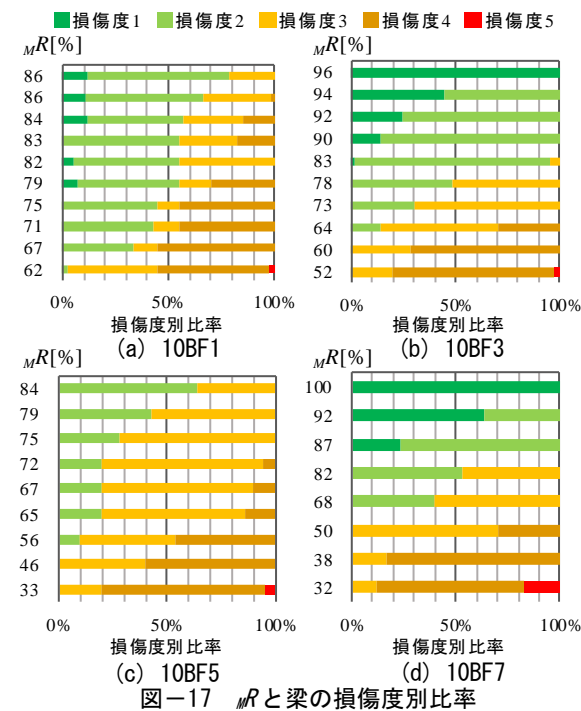 損傷度1 損傷度2 損傷度3 損傷度4 損傷度5
MR[%]
86
86
84
83
82
79
75
71
67
62
0% 50% 100%
損傷度別比率
(a) 10BF1
MR[%]
96
94
92
90
83
78
73
64
60
52
0% 50% 100%
損傷度別比率
(b) 10BF3
MR[%]
84
79
75
72
67
65
56
46
33
0% 50% 100%
損傷度別比率
(c) 10BF5
MR[%]
100
92
87
82
68
50
38
32
0% 50% 100%
損傷度別比率
(d) 10BF7
図－17 MRと梁の損傷度別比率